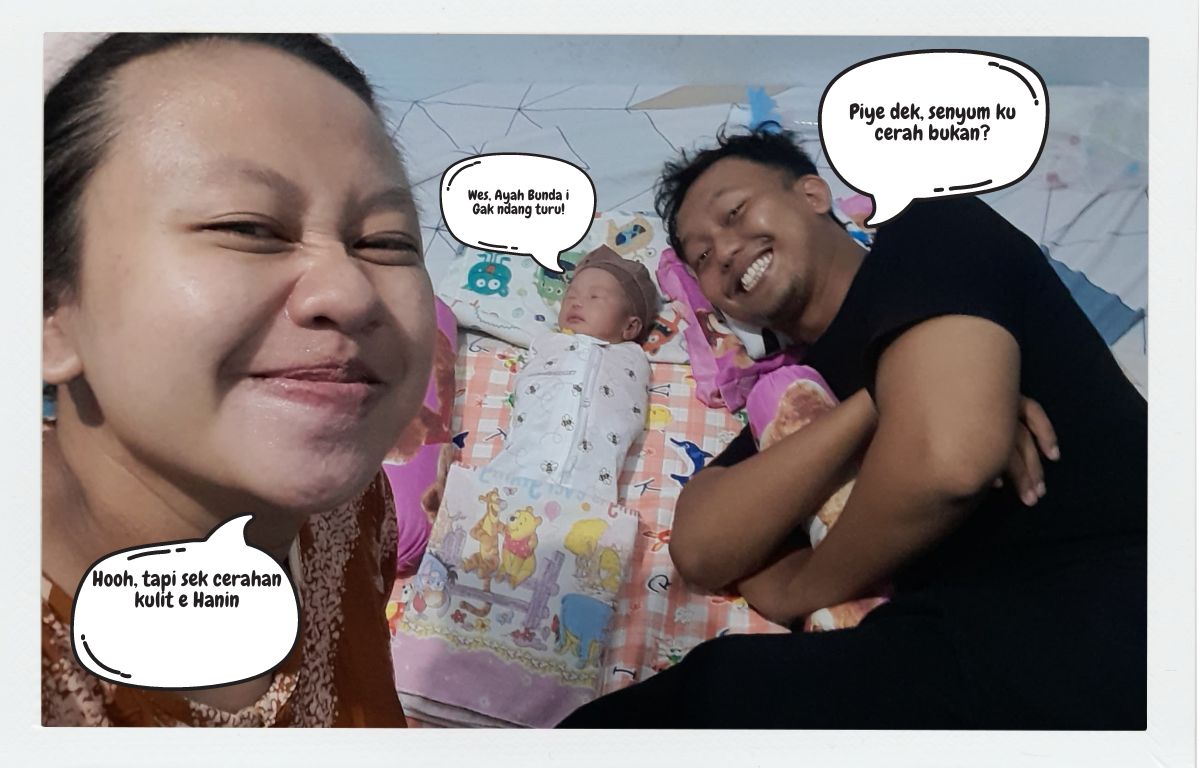 Piye dek, senyum ku
cerah bukan?
Wes, Ayah Bunda i
Gak ndang turu!
Hooh, tapi sek cerahan
kulit e Hanin